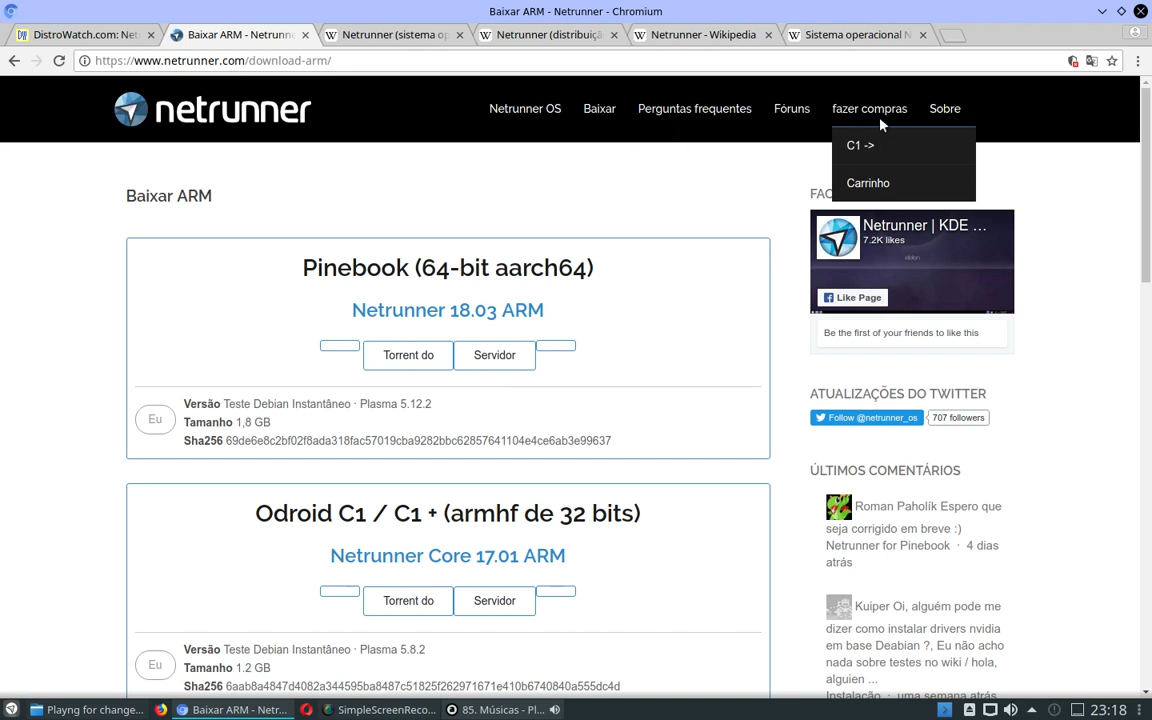 Baixar ARM - Netrunner - Chromium
DistroWatch.com: Net
Baixar ARM - Netrunne
Netrunner (sistema op
Netrunner (distribuiçã
Netrunner - Wikipedia
Sistema operacional N
https://www.netrunner.com/download-arm/
netrunner
Netrunner OS
Baixar
Perguntas frequentes
Fóruns
fazer compras
Sobre
C1 ->
Carrinho
Baixar ARM
FAC
Pinebook (64-bit aarch64)
Netrunner 18.03 ARM
Torrent do
Servidor
Eu
Versão Teste Debian Instantâneo · Plasma 5.12.2
Tamanho 1,8 GB
Sha256 69de6e8c2bf02f8ada318fac57019cba9282bbc62857641104e4ce6ab3e99637
Odroid C1 / C1 + (armhf de 32 bits)
Netrunner Core 17.01 ARM
Torrent do
Servidor
Eu
Versão Teste Debian Instantâneo · Plasma 5.8.2
Tamanho 1.2 GB
Sha256 6aab8a4847d4082a344595ba8487c51825f262971671e410b6740840a555dc4d
Netrunner | KDE ...
7.2K likes
Like Page
Be the first of your friends to like this
ATUALIZAÇÕES DO TWITTER
Follow @netrunner_os
707 followers
ÚLTIMOS COMENTÁRIOS
Roman Paholík Espero que
seja corrigido em breve :)
Netrunner for Pinebook · 4 dias
atrás
Kuiper Oi, alguém pode me
dizer como instalar drivers nvidia
em base Deabian ?, Eu não acho
nada sobre testes no wiki / hola,
alguien ...
Instalação · uma semana atrás
Playng for change...
Baixar ARM - Netr...
SimpleScreenReco...
85. Músicas - Pl...
23:18